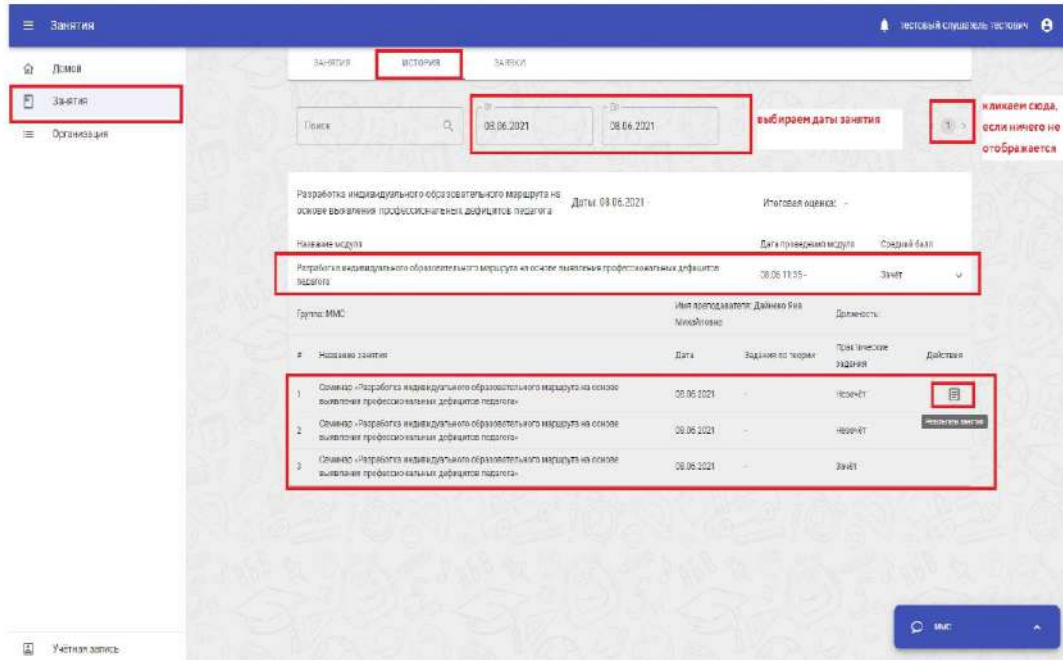 Занятия
тестовый слушатель тестович
Домой
Занятия
Организация
Учётная запись
ЗАНЯТИЯ ИСТОРИЯ ЗАЯВКИ
Поиск
От
08.06.2021
До
08.06.2021
выбираем даты занятия
1
кликаем сюда,
если ничего не
отображается
Разработка индивидуального образовательного маршрута на
основе выявления профессиональных дефицитов педагога
Даты: 08.06.2021 -
Итоговая оценка: -
Название модуля Дата проведения модуля Средний балл
Разработка индивидуального образовательного маршрута на основе выявления профессиональных дефицитов
педагога
08.06 11:35 - Зачёт
Группа: ММС
Имя преподавателя: Дайнеко Яна
Михайловна
Должность:
# Название занятия Дата Задания по теории Практические
задания
Действия
1 Семинар «Разработка индивидуального образовательного маршрута на основе
выявления профессиональных дефицитов педагога»
08.06.2021 - Незачёт
Результаты занятия
2 Семинар «Разработка индивидуального образовательного маршрута на основе
выявления профессиональных дефицитов педагога»
08.06.2021 - Незачёт
3 Семинар «Разработка индивидуального образовательного маршрута на основе
выявления профессиональных дефицитов педагога»
08.06.2021 - Зачёт
ММС